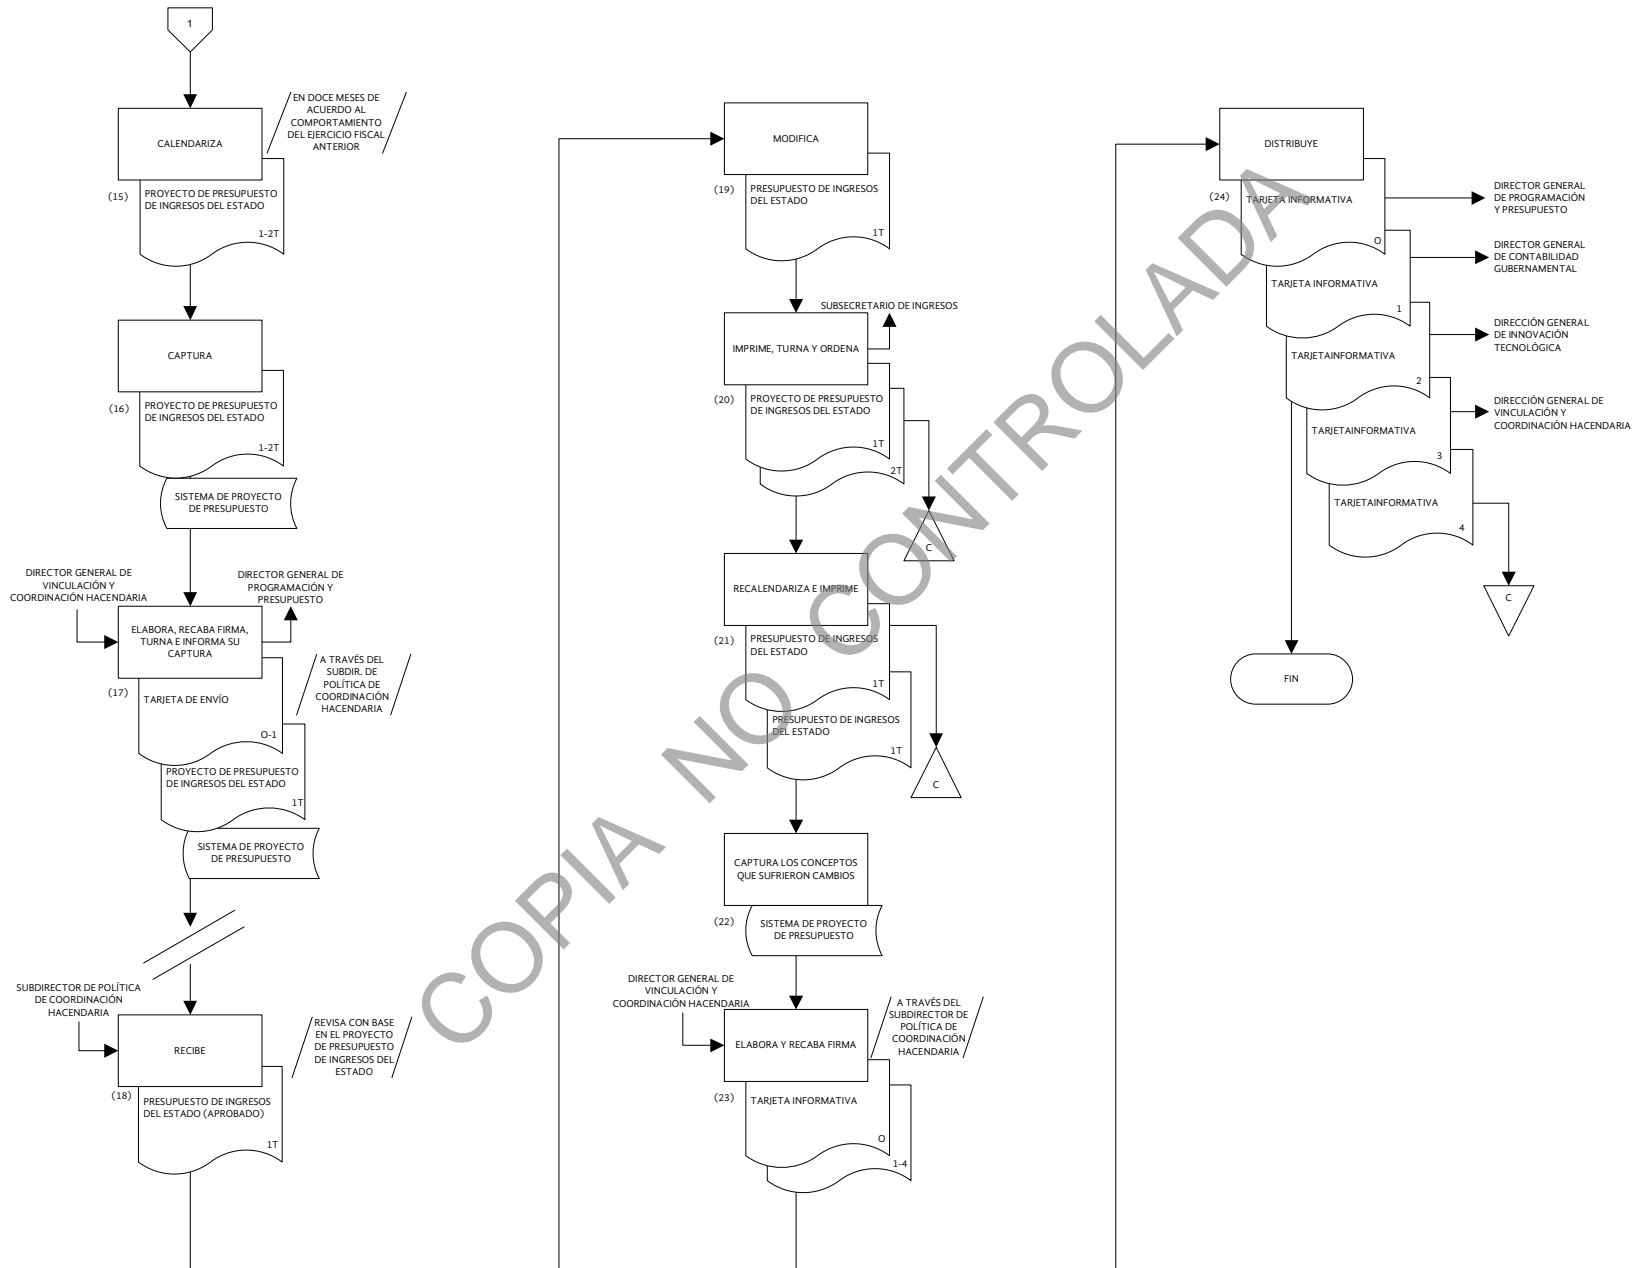 1
EN DOCE MESES DE
ACUERDO AL
COMPORTAMIENTO
DEL EJERCICIO FISCAL
ANTERIOR
CALENDARIZA
(15)
PROYECTO DE PRESUPUESTO
DE INGRESOS DEL ESTADO
1-2T
CAPTURA
(16)
PROYECTO DE PRESUPUESTO
DE INGRESOS DEL ESTADO
1-2T
SISTEMA DE PROYECTO
DE PRESUPUESTO
DIRECTOR GENERAL DE
VINCULACIÓN Y
COORDINACIÓN HACENDARIA
DIRECTOR GENERAL DE
PROGRAMACIÓN Y
PRESUPUESTO
ELABORA, RECABA FIRMA,
TURNA E INFORMA SU
CAPTURA
A TRAVÉS DEL
SUBDIR. DE
POLÍTICA DE
COORDINACIÓN
HACENDARIA
(17)
TARJETA DE ENVÍO
O-1
PROYECTO DE PRESUPUESTO
DE INGRESOS DEL ESTADO
1T
SISTEMA DE PROYECTO
DE PRESUPUESTO
SUBDIRECTOR DE POLÍTICA
DE COORDINACIÓN
HACENDARIA
RECIBE
REVISA CON BASE
EN EL PROYECTO
DE PRESUPUESTO
DE INGRESOS DEL
ESTADO
(18)
PRESUPUESTO DE INGRESOS
DEL ESTADO (APROBADO)
1T
MODIFICA
(19)
PRESUPUESTO DE INGRESOS
DEL ESTADO
1T
SUBSECRETARIO DE INGRESOS
IMPRIME, TURNA Y ORDENA
(20)
PROYECTO DE PRESUPUESTO
DE INGRESOS DEL ESTADO
1T
2T
C
RECALENDARIZA E IMPRIME
(21)
PRESUPUESTO DE INGRESOS
DEL ESTADO
1T
PRESUPUESTO DE INGRESOS
DEL ESTADO
1T
C
CAPTURA LOS CONCEPTOS
QUE SUFRIERON CAMBIOS
(22)
SISTEMA DE PROYECTO
DE PRESUPUESTO
DIRECTOR GENERAL DE
VINCULACIÓN Y
COORDINACIÓN HACENDARIA
A TRAVÉS DEL
SUBDIRECTOR DE
POLÍTICA DE
COORDINACIÓN
HACENDARIA
ELABORA Y RECABA FIRMA
(23)
TARJETA INFORMATIVA
O
1-4
DISTRIBUYE
(24)
TARJETA INFORMATIVA
O
DIRECTOR GENERAL
DE PROGRAMACIÓN
Y PRESUPUESTO
TARJETA INFORMATIVA
1
DIRECTOR GENERAL
DE CONTABILIDAD
GUBERNAMENTAL
TARJETAINFORMATIVA
2
DIRECCIÓN GENERAL
DE INNOVACIÓN
TECNOLÓGICA
TARJETAINFORMATIVA
3
DIRECCIÓN GENERAL DE
VINCULACIÓN Y
COORDINACIÓN HACENDARIA
TARJETAINFORMATIVA
4
C
FIN
COPIA NO CONTROLADA